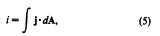 i = ∫ j · dA, (5)